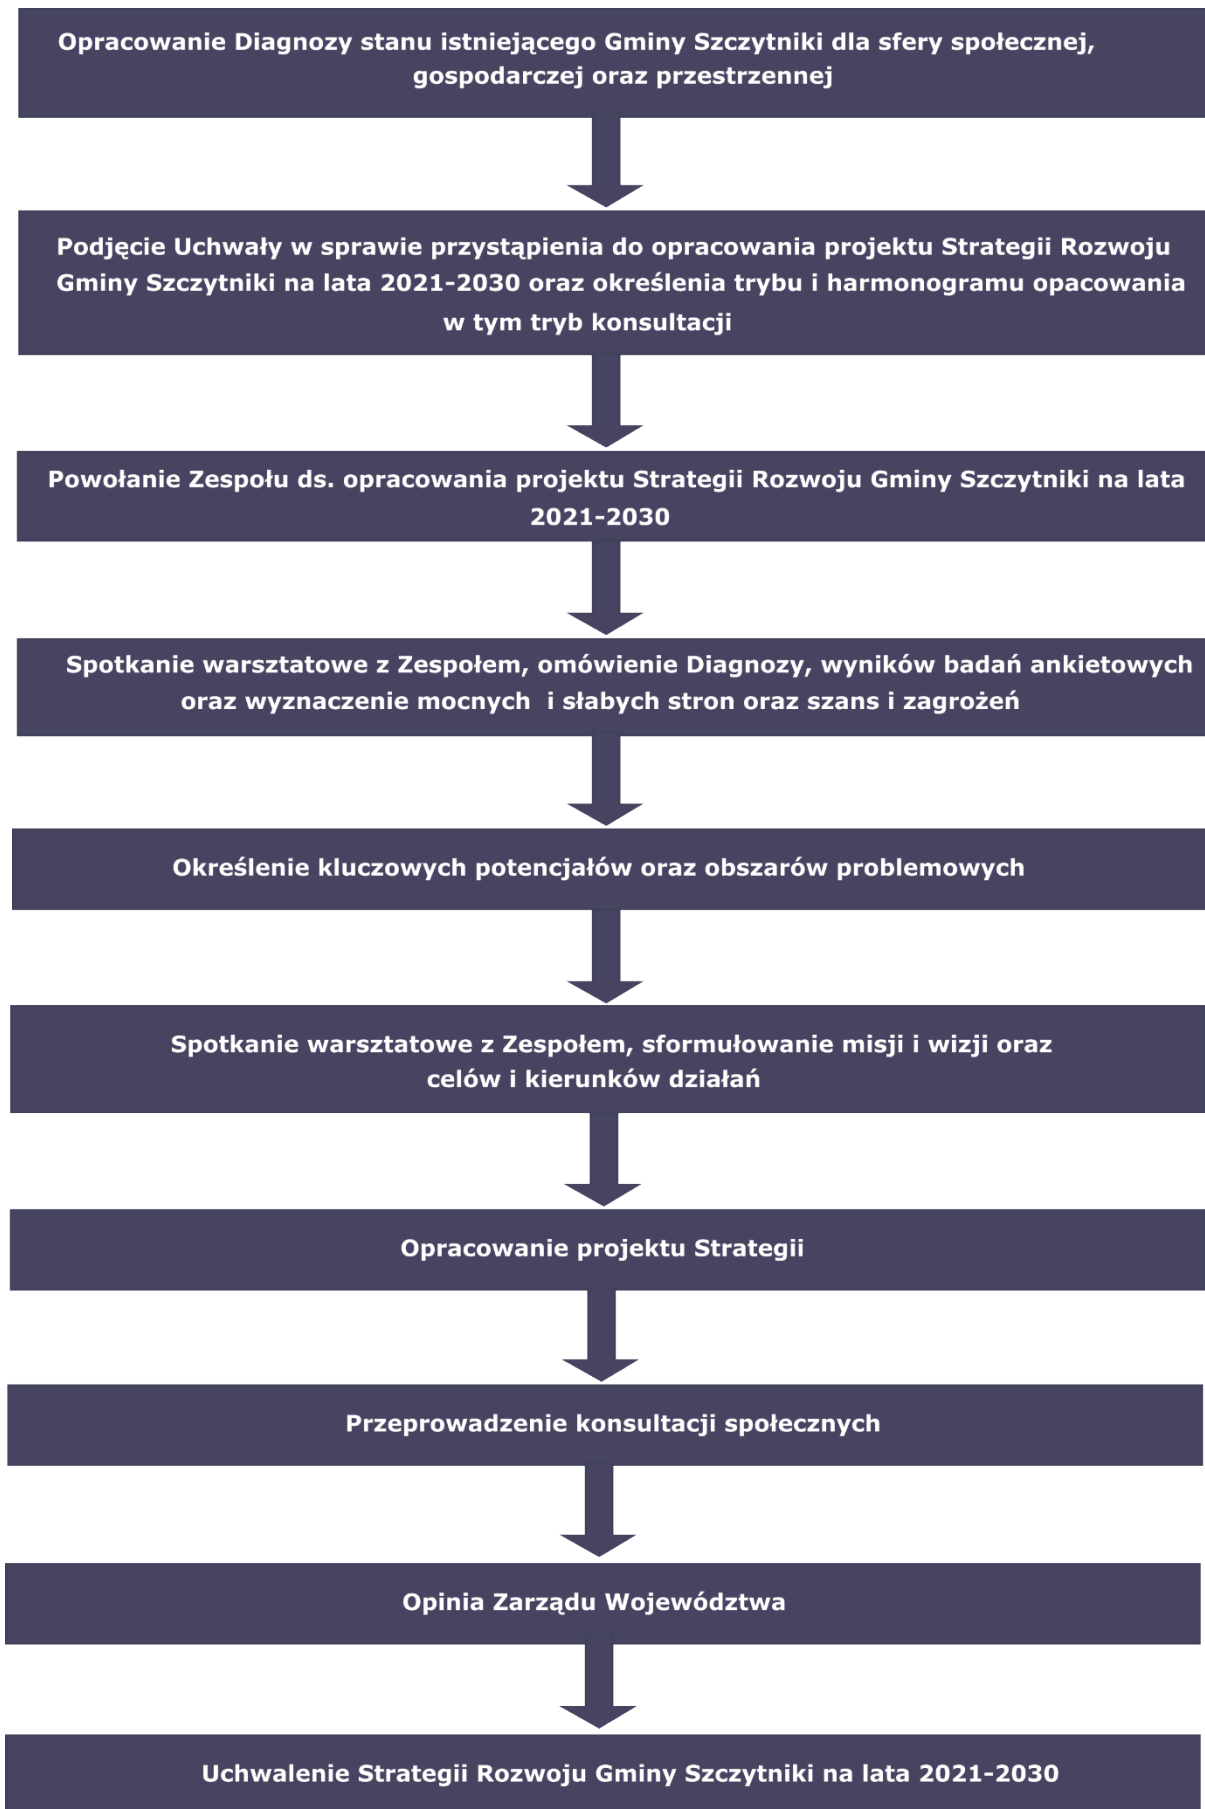 Opracowanie Diagnozy stanu istniejącego Gminy Szczytniki dla sfery społecznej,
gospodarczej oraz przestrzennej
Podjęcie Uchwały w sprawie przystąpienia do opracowania projektu Strategii Rozwoju
Gminy Szczytniki na lata 2021-2030 oraz określenia trybu i harmonogramu opacowania
w tym tryb konsultacji
Powołanie Zespołu ds. opracowania projektu Strategii Rozwoju Gminy Szczytniki na lata
2021-2030
Spotkanie warsztatowe z Zespołem, omówienie Diagnozy, wyników badań ankietowych
oraz wyznaczenie mocnych i słabych stron oraz szans i zagrożeń
Określenie kluczowych potencjałów oraz obszarów problemowych
Spotkanie warsztatowe z Zespołem, sformułowanie misji i wizji oraz
celów i kierunków działań
Opracowanie projektu Strategii
Przeprowadzenie konsultacji społecznych
Opinia Zarządu Województwa
Uchwalenie Strategii Rozwoju Gminy Szczytniki na lata 2021-2030